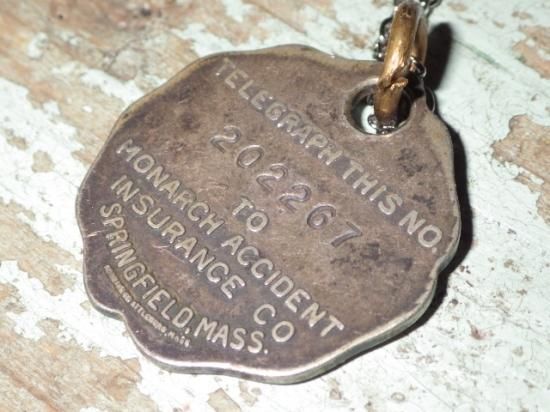 TELEGRAPH THIS NO.
202267
TO
MONARCH ACCIDENT
INSURANCE CO
SPRINGFIELD, MASS.